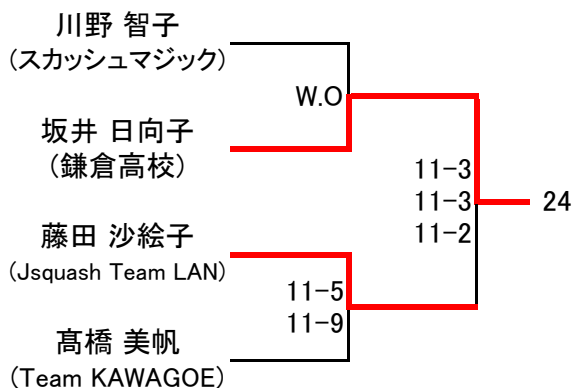 川野 智子
(スカッシュマジック)
W.O
坂井 日向子
(鎌倉高校)
11-3
11-3
11-2
24
藤田 沙絵子
(Jsquash Team LAN)
11-5
11-9
髙橋 美帆
(Team KAWAGOE)